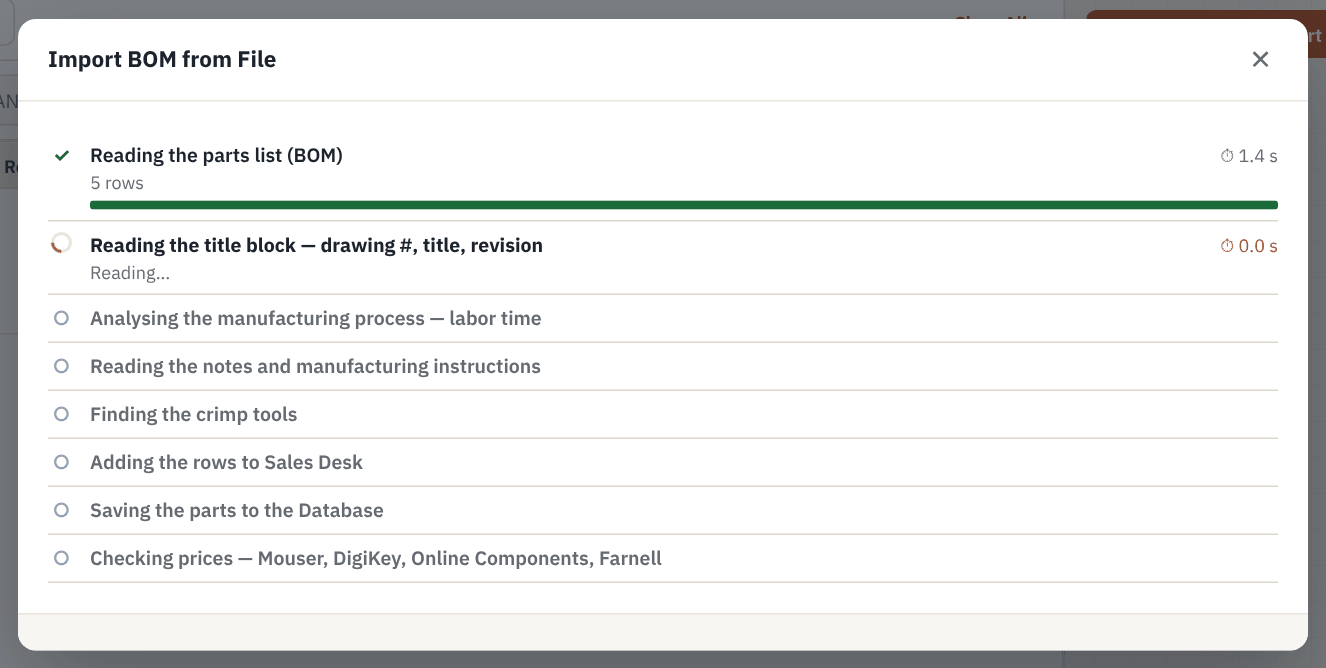 Import BOM from File
Reading the parts list (BOM)
1.4 s
5 rows
Reading the title block — drawing #, title, revision
0.0 s
Reading...
Analysing the manufacturing process — labor time
Reading the notes and manufacturing instructions
Finding the crimp tools
Adding the rows to Sales Desk
Saving the parts to the Database
Checking prices — Mouser, DigiKey, Online Components, Farnell